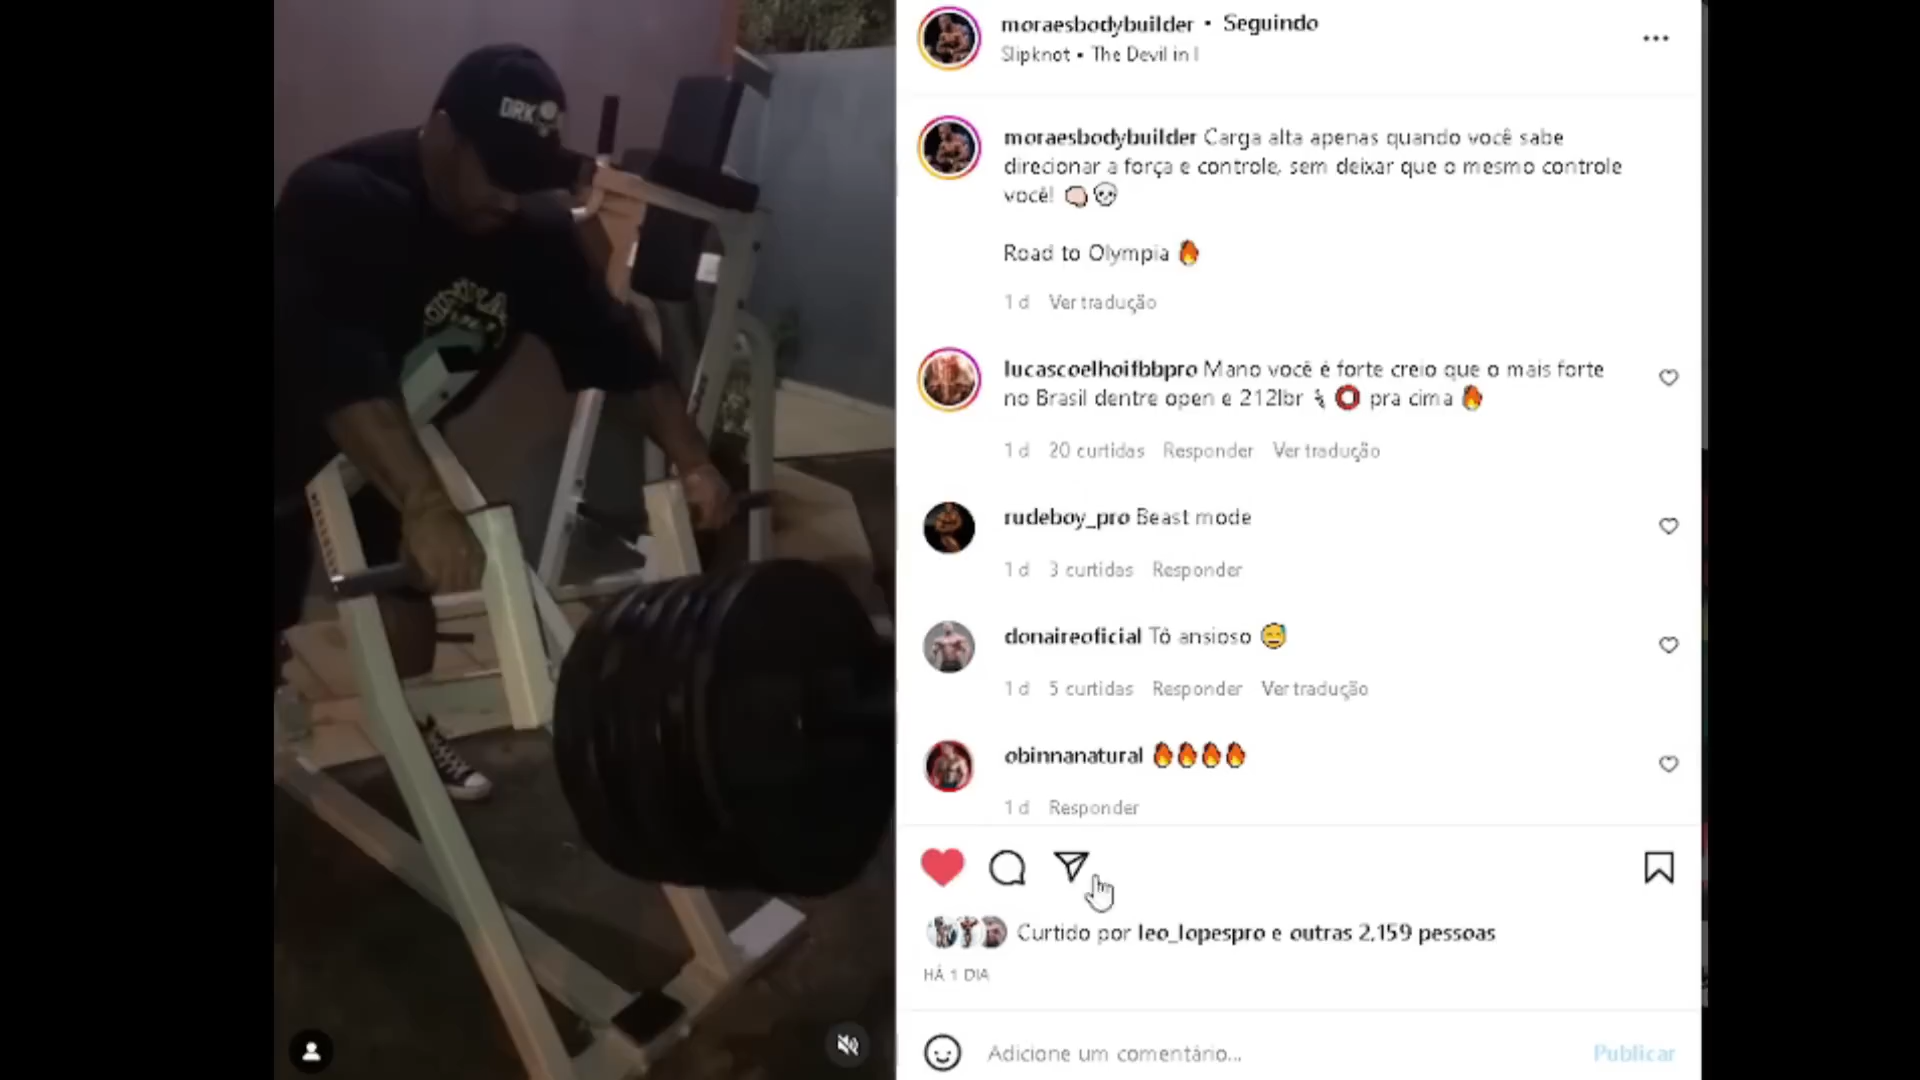 DRK
moraesbodybuilder • Seguindo
Slipknot • The Devil in I
moraesbodybuilder Carga alta apenas quando você sabe
direcionar a força e controle, sem deixar que o mesmo controle
você!
Road to Olympia 🔥
1 d Ver tradução
lucascoelhoifbbpro Mano você é forte creio que o mais forte
no Brasil dentre open e 212lbr ⭕ pra cima 🔥
1 d 20 curtidas Responder Ver tradução
rudeboy_pro Beast mode
1 d 3 curtidas Responder
donaireoficial Tô ansioso 😅
1 d 5 curtidas Responder Ver tradução
obinnanatural 🔥🔥🔥🔥
1 d Responder
Curtido por leo_lopespro e outras 2,159 pessoas
HÁ 1 DIA
Adicione um comentário...
Publicar